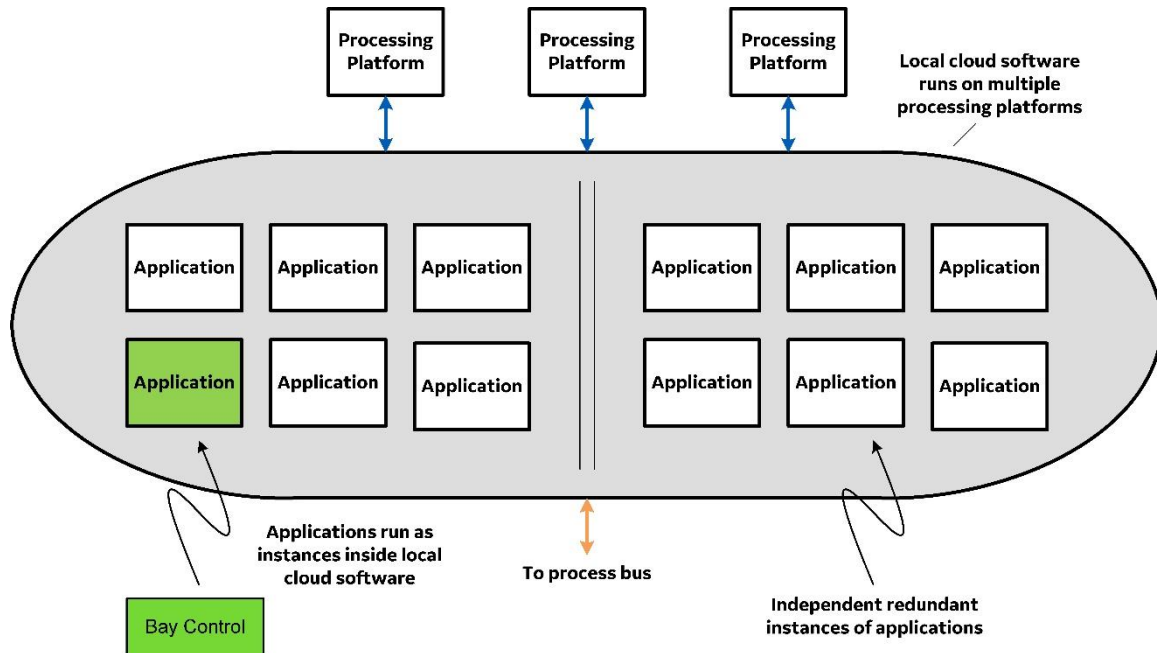 Processing
Platform
Processing
Platform
Processing
Platform
Local cloud software
runs on multiple
processing platforms
Application
Application
Application
Application
Application
Application
Application
Application
Application
Application
Application
Application
Applications run as
instances inside local
cloud software
To process bus
Independent redundant
instances of applications
Bay Control